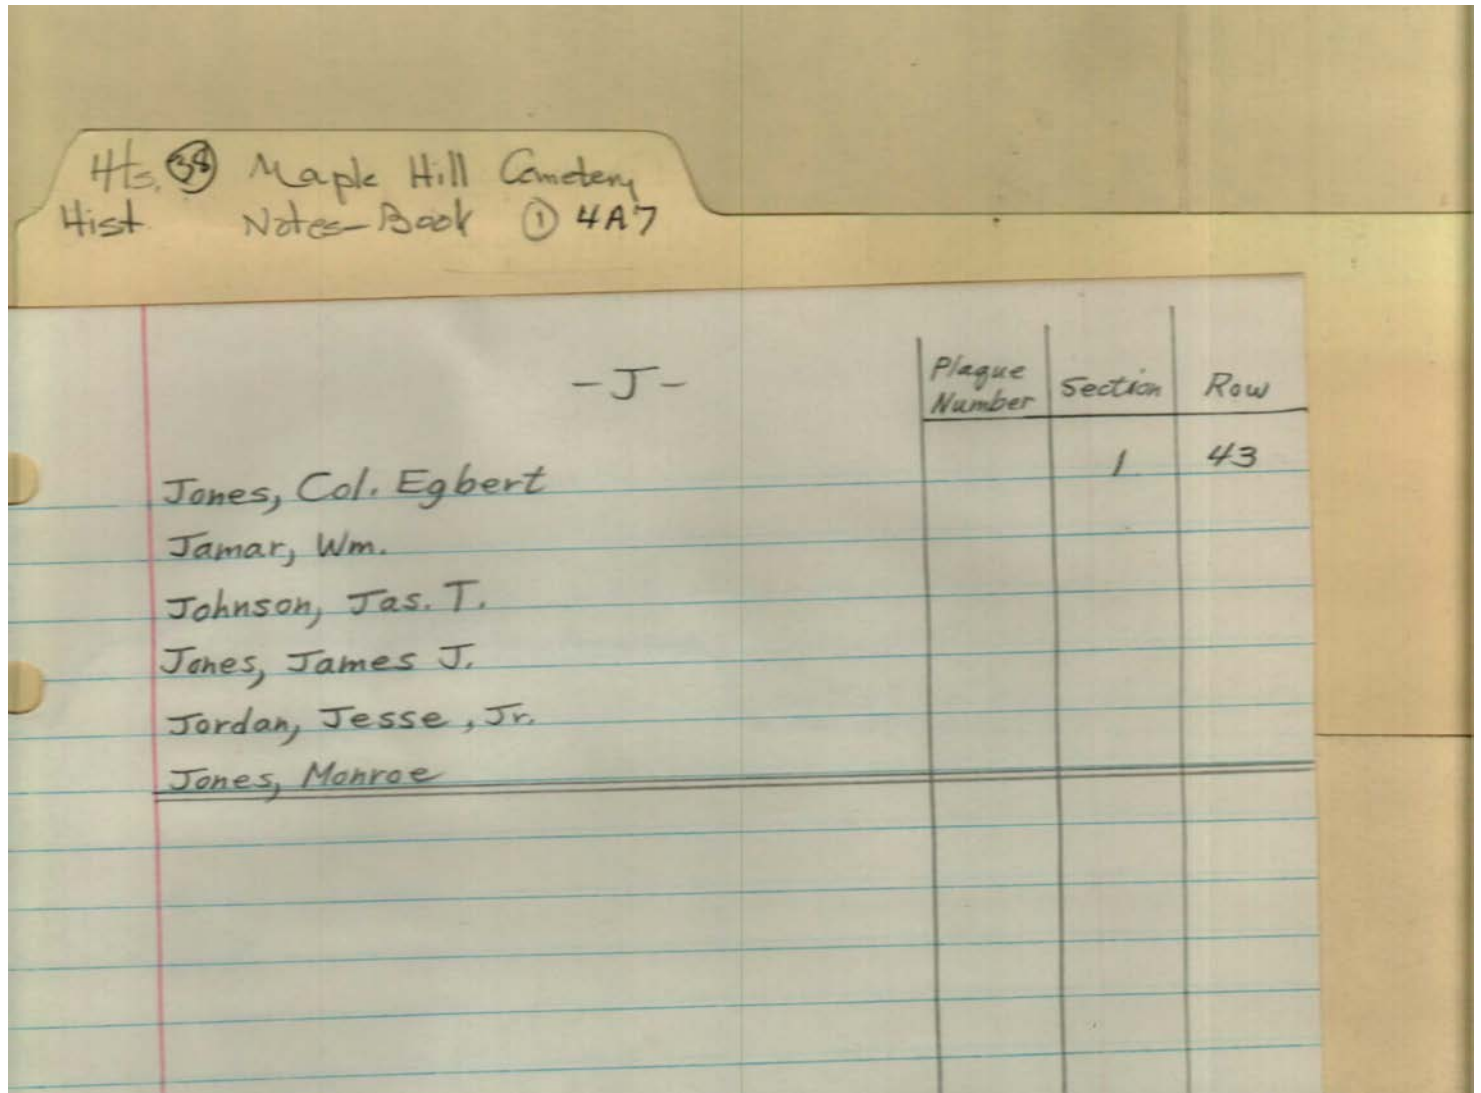 Hts. 38 Maple Hill Cemetery
Hist Notes-Book 1 4A7
-J-
Plaque Number Section Row
Jones, Col. Egbert 1 43
Jamar, Wm.
Johnson, Jas. T.
Jones, James J.
Jordan, Jesse, Jr.
Jones, Monroe